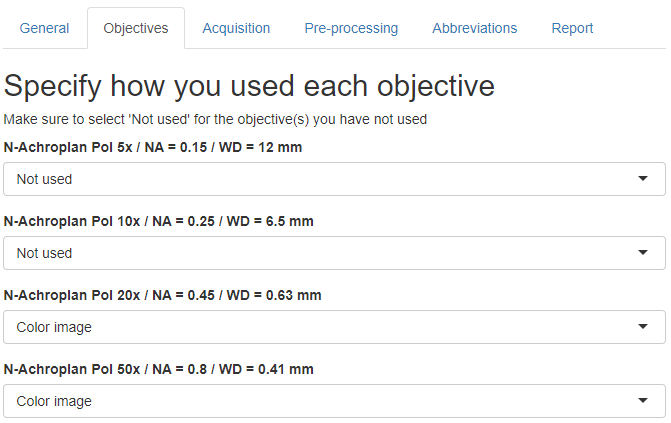 General Objectives Acquisition Pre-processing Abbreviations Report
Specify how you used each objective
Make sure to select 'Not used' for the objective(s) you have not used
N-Achroplan Pol 5x / NA = 0.15 / WD = 12 mm
Not used
N-Achroplan Pol 10x / NA = 0.25 / WD = 6.5 mm
Not used
N-Achroplan Pol 20x / NA = 0.45 / WD = 0.63 mm
Color image
N-Achroplan Pol 50x / NA = 0.8 / WD = 0.41 mm
Color image